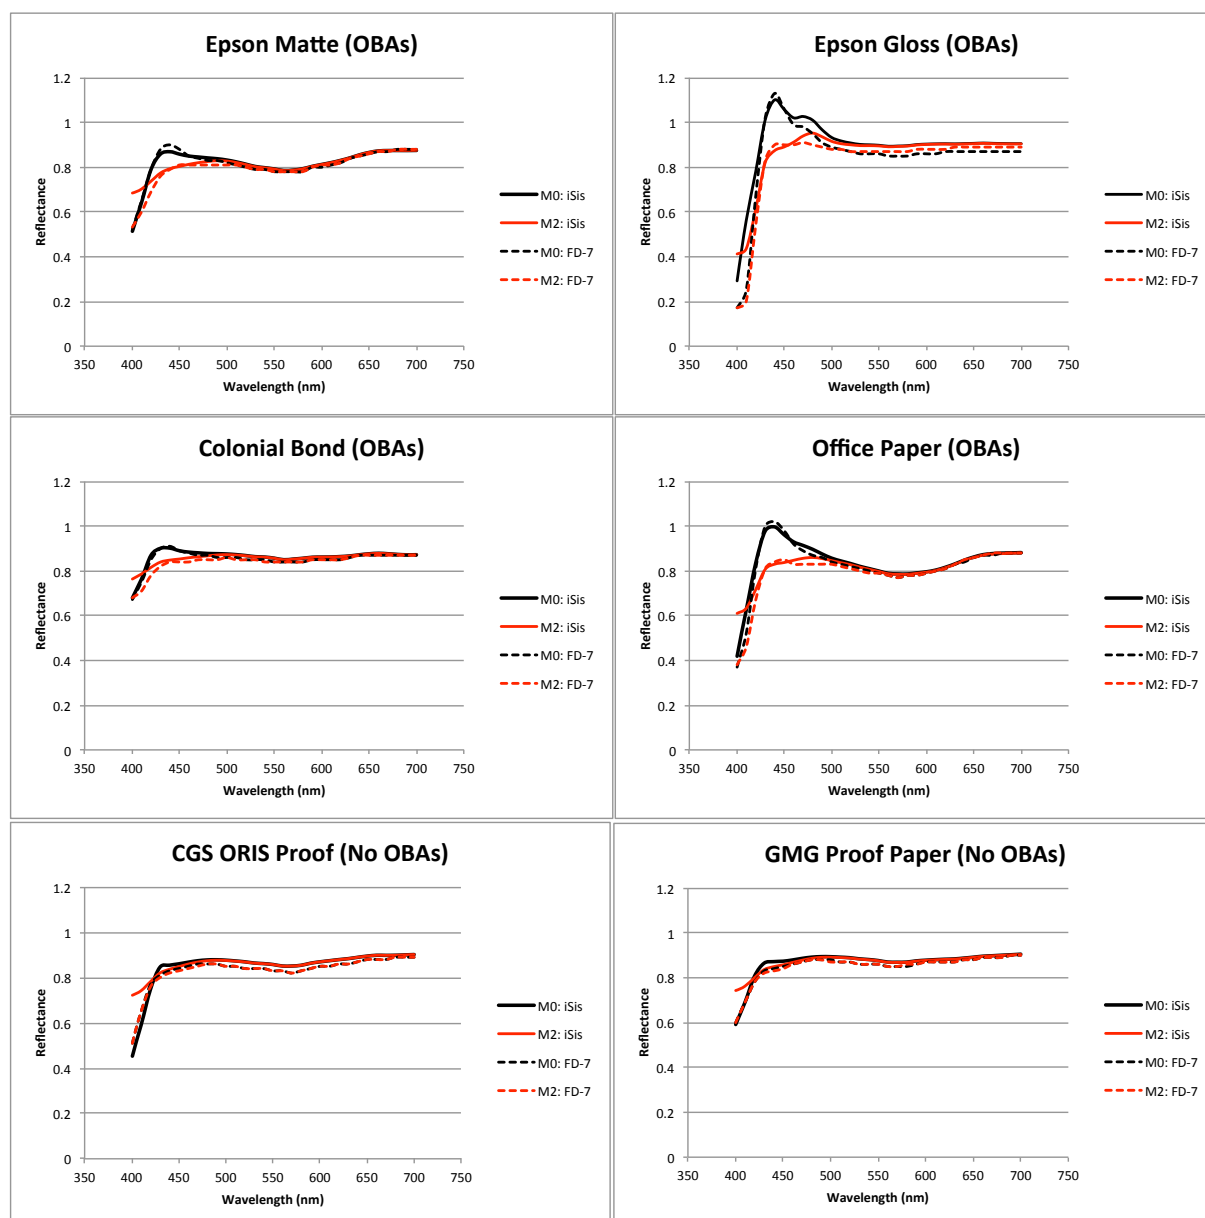 Epson Matte (OBAs)
1.2
1
0.8
0.6
0.4
0.2
0
Reflectance
350 400 450 500 550 600 650 700 750
Wavelength (nm)
M0: iSis
M2: iSis
M0: FD-7
M2: FD-7
Epson Gloss (OBAs)
1.2
1
0.8
0.6
0.4
0.2
0
Reflectance
350 400 450 500 550 600 650 700 750
Wavelength (nm)
M0: iSis
M2: iSis
M0: FD-7
M2: FD-7
Colonial Bond (OBAs)
1.2
1
0.8
0.6
0.4
0.2
0
Reflectance
350 400 450 500 550 600 650 700 750
Wavelength (nm)
M0: iSis
M2: iSis
M0: FD-7
M2: FD-7
Office Paper (OBAs)
1.2
1
0.8
0.6
0.4
0.2
0
Reflectance
350 400 450 500 550 600 650 700 750
Wavelength (nm)
M0: iSis
M2: iSis
M0: FD-7
M2: FD-7
CGS ORIS Proof (No OBAs)
1.2
1
0.8
0.6
0.4
0.2
0
Reflectance
350 400 450 500 550 600 650 700 750
Wavelength (nm)
M0: iSis
M2: iSis
M0: FD-7
M2: FD-7
GMG Proof Paper (No OBAs)
1.2
1
0.8
0.6
0.4
0.2
0
Reflectance
350 400 450 500 550 600 650 700 750
Wavelength (nm)
M0: iSis
M2: iSis
M0: FD-7
M2: FD-7